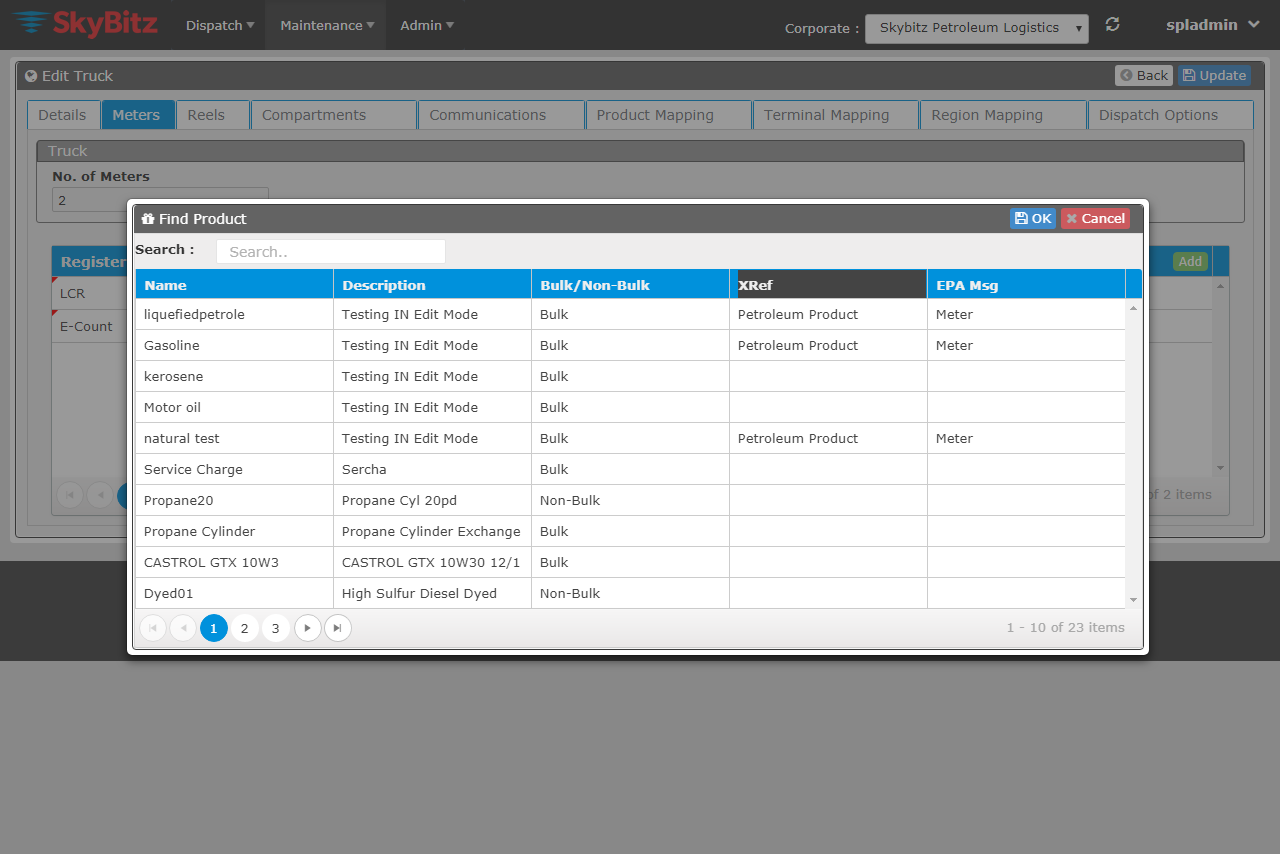 SkyBitz Dispatch Maintenance Admin Corporate : Skybitz Petroleum Logistics spladmin
Edit Truck Back Update
Details Meters Reels Compartments Communications Product Mapping Terminal Mapping Region Mapping Dispatch Options
Truck
No. of Meters
2
Find Product OK Cancel
Search : Search..
Register Add
Name Description Bulk/Non-Bulk XRef EPA Msg
LCR
liquefiedpetrole Testing IN Edit Mode Bulk Petroleum Product Meter
E-Count
Gasoline Testing IN Edit Mode Bulk Petroleum Product Meter
kerosene Testing IN Edit Mode Bulk
Motor oil Testing IN Edit Mode Bulk
natural test Testing IN Edit Mode Bulk Petroleum Product Meter
Service Charge Sercha Bulk
Propane20 Propane Cyl 20pd Non-Bulk
of 2 items
Propane Cylinder Propane Cylinder Exchange Bulk
CASTROL GTX 10W3 CASTROL GTX 10W30 12/1 Bulk
Dyed01 High Sulfur Diesel Dyed Non-Bulk
1 2 3 1 - 10 of 23 items